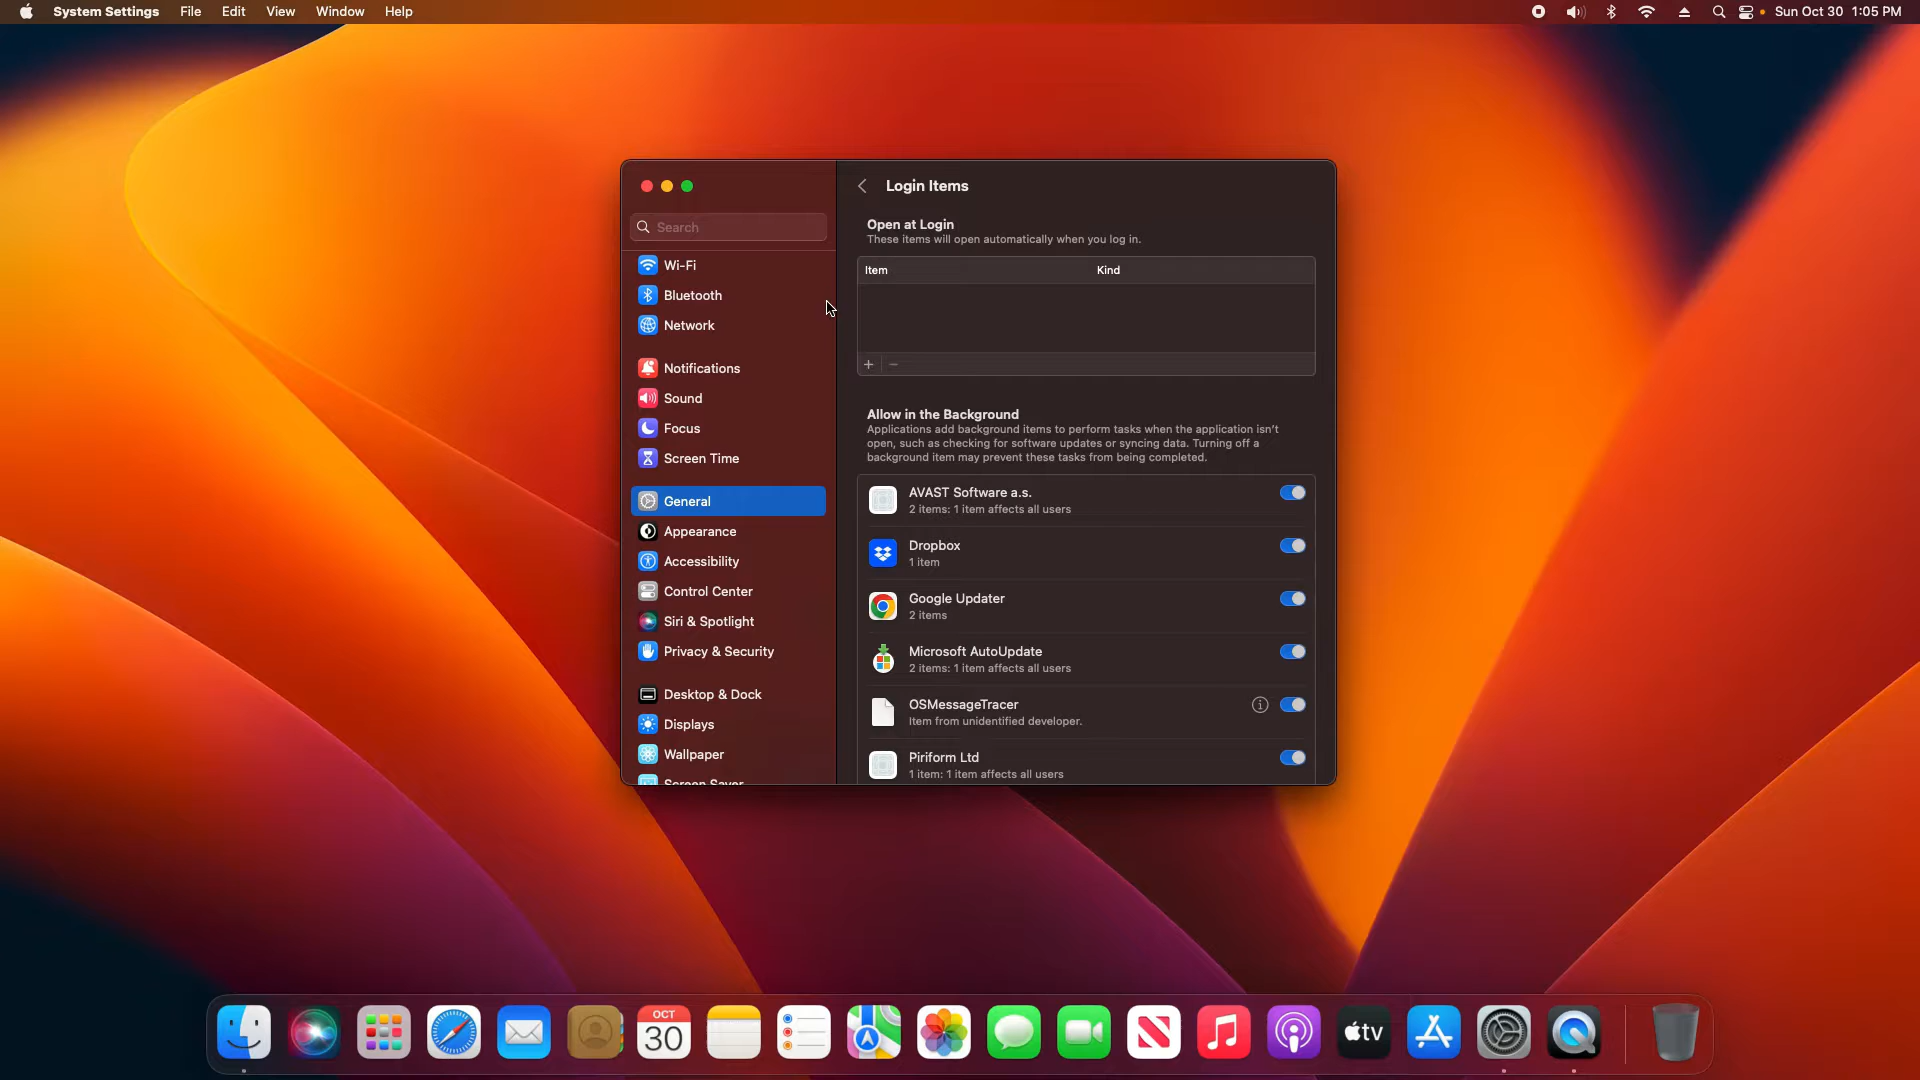 System Settings File Edit View Window Help Sun Oct 30 1:05 PM
Login Items
Search
Open at Login
These items will open automatically when you log in.
Item Kind
Wi-Fi
Bluetooth
Network
Notifications
Sound
Focus
Screen Time
General
Appearance
Accessibility
Control Center
Siri & Spotlight
Privacy & Security
Desktop & Dock
Displays
Wallpaper
Screen Saver
Allow in the Background
Applications add background items to perform tasks when the application isn't
open, such as checking for software updates or syncing data. Turning off a
background item may prevent these tasks from being completed.
AVAST Software a.s.
2 items: 1 item affects all users
Dropbox
1 item
Google Updater
2 items
Microsoft AutoUpdate
2 items: 1 item affects all users
OSMessageTracer
Item from unidentified developer.
Piriform Ltd
1 item: 1 item affects all users
OCT
30
tv